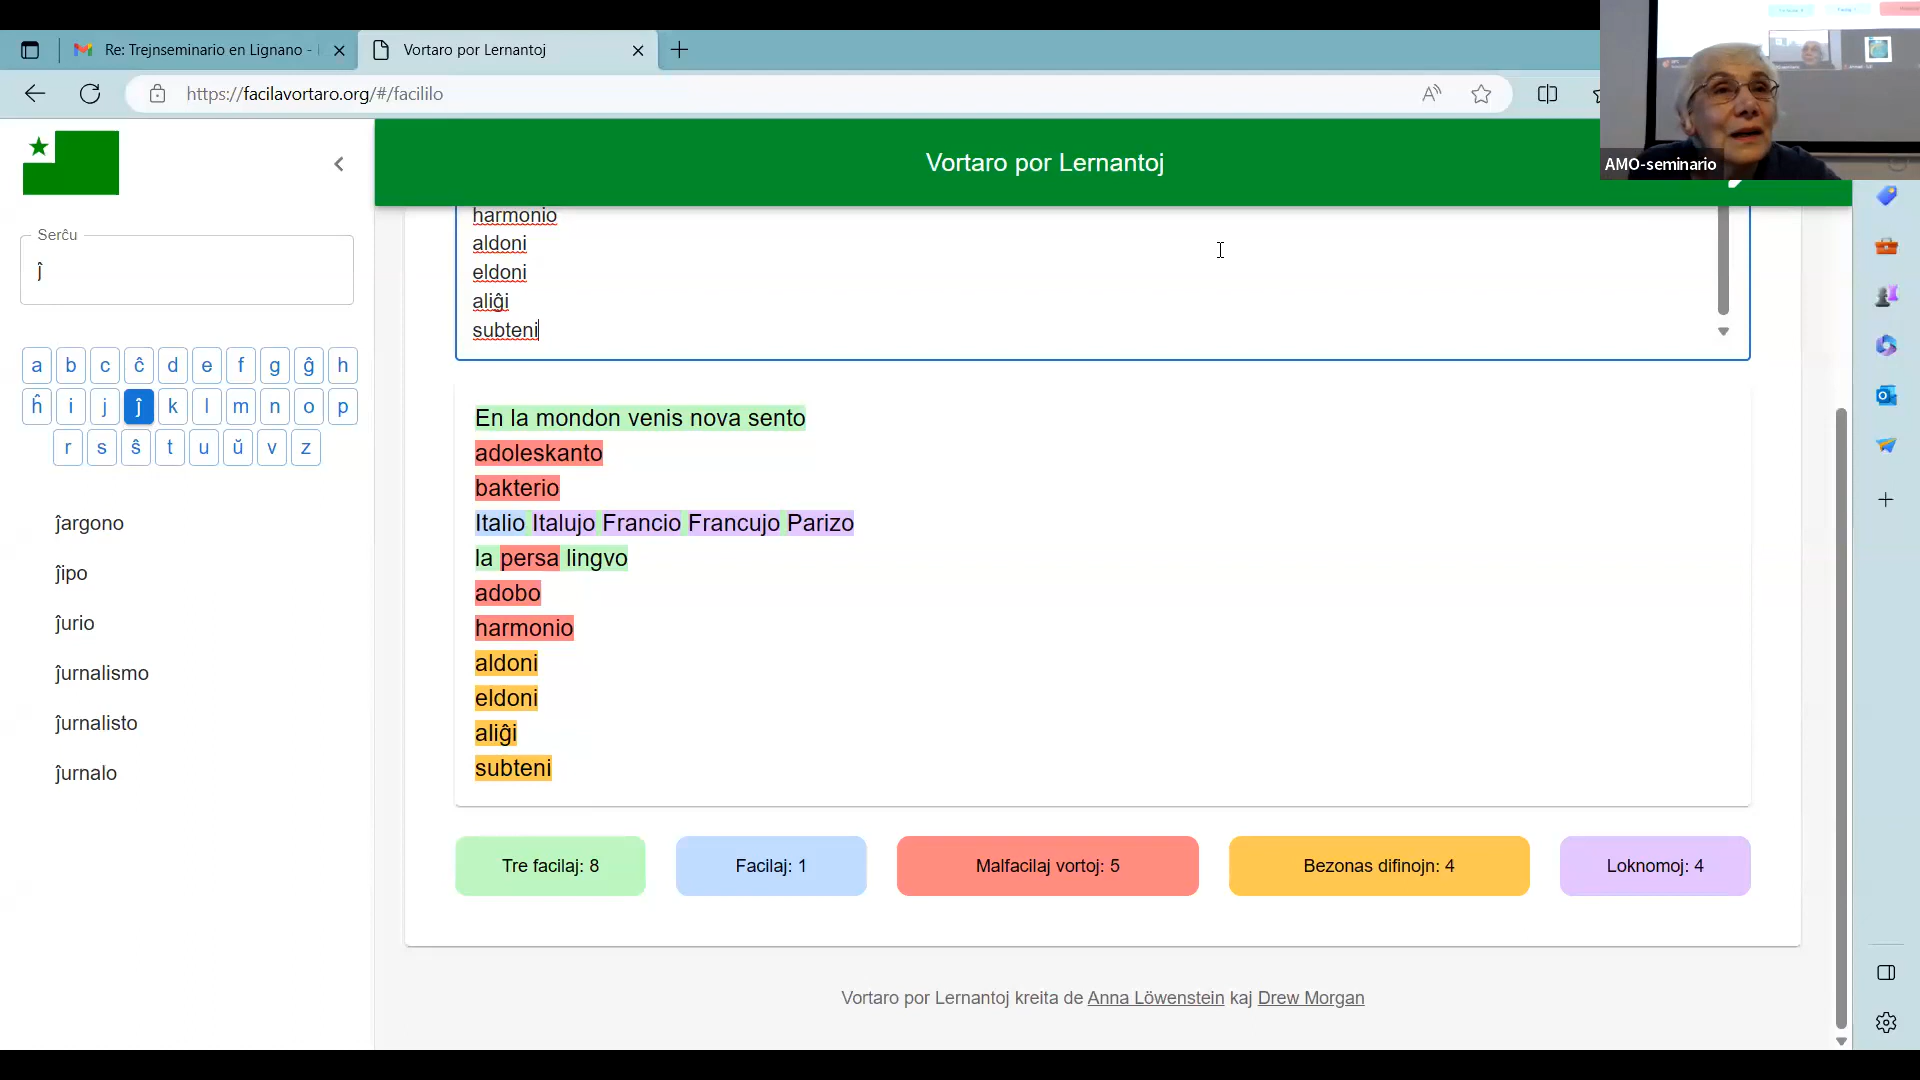 Re: Trejnseminario en Lignano -
Vortaro por Lernantoj
https://facilavortaro.org/#/facililo
AMO-seminario
Vortaro por Lernantoj
Serĉu
ĵ
a b c ĉ d e f g ĝ h
ĥ i j ĵ k l m n o p
r s ŝ t u ŭ v z
ĵargono
ĵipo
ĵurio
ĵurnalismo
ĵurnalisto
ĵurnalo
harmonio
aldoni
eldoni
aliĝi
subteni
En la mondon venis nova sento
adoleskanto
bakterio
Italio Italujo Francio Francujo Parizo
la persa lingvo
adobo
harmonio
aldoni
eldoni
aliĝi
subteni
Tre facilaj: 8
Facilaj: 1
Malfacilaj vortoj: 5
Bezonas difinojn: 4
Loknomoj: 4
Vortaro por Lernantoj kreita de Anna Löwenstein kaj Drew Morgan